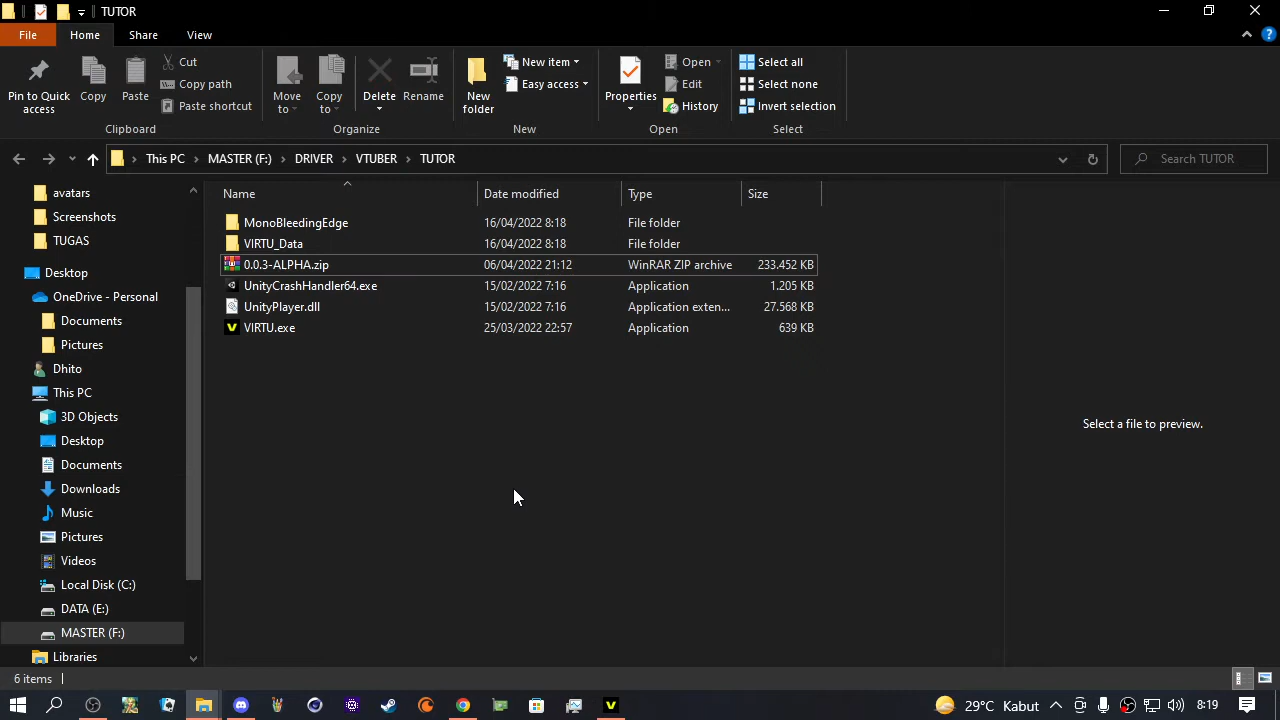 TUTOR
File Home Share View
Pin to Quick access
Copy
Paste
Cut
Copy path
Paste shortcut
Clipboard
Move to
Copy to
Delete
Rename
Organize
New folder
New item
Easy access
New
Properties
Open
Edit
History
Open
Select all
Select none
Invert selection
Select
This PC > MASTER (F:) > DRIVER > VTUBER > TUTOR
Search TUTOR
avatars
Screenshots
TUGAS
Desktop
OneDrive - Personal
Documents
Pictures
Dhito
This PC
3D Objects
Desktop
Documents
Downloads
Music
Pictures
Videos
Local Disk (C:)
DATA (E:)
MASTER (F:)
Libraries
Name Date modified Type Size
MonoBleedingEdge 16/04/2022 8:18 File folder
VIRTU_Data 16/04/2022 8:18 File folder
0.0.3-ALPHA.zip 06/04/2022 21:12 WinRAR ZIP archive 233.452 KB
UnityCrashHandler64.exe 15/02/2022 7:16 Application 1.205 KB
UnityPlayer.dll 15/02/2022 7:16 Application exten... 27.568 KB
VIRTU.exe 25/03/2022 22:57 Application 639 KB
Select a file to preview.
6 items
29°C Kabut
8:19